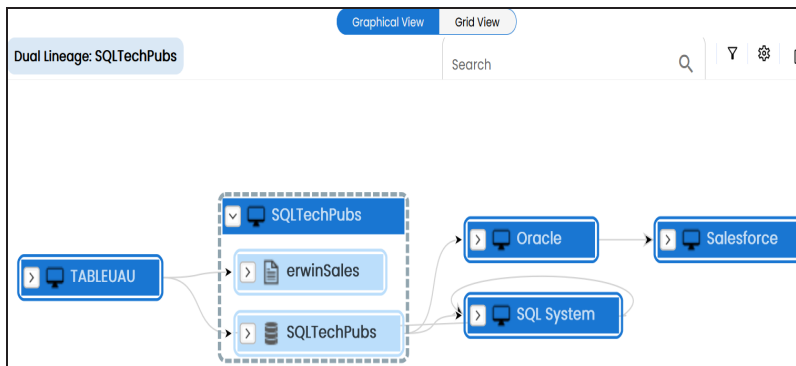 Graphical View Grid View
Dual Lineage: SQLTechPubs
Search
SQLTechPubs
Oracle
Salesforce
TABLEUAU
erwinSales
SQL System
SQLTechPubs